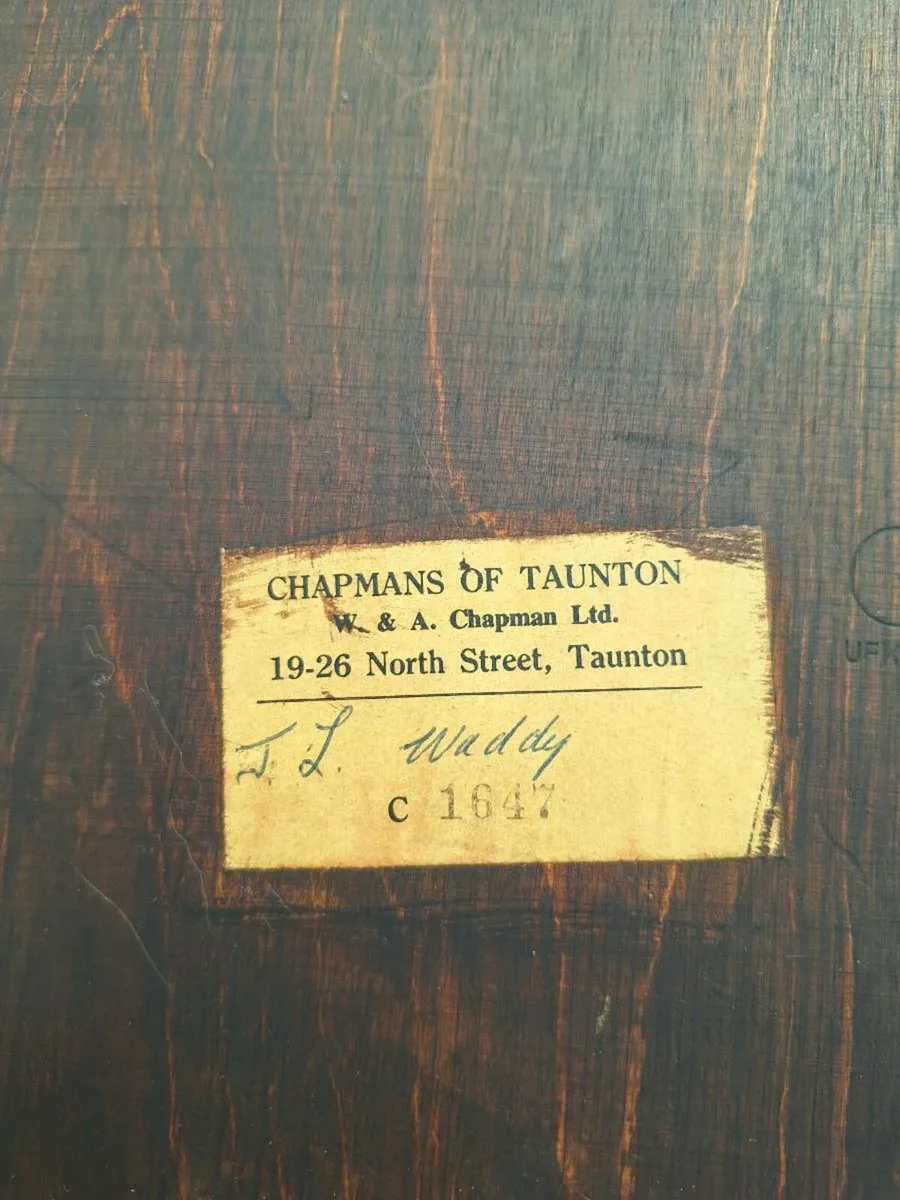 CHAPMANS OF TAUNTON
W. & A. Chapman Ltd.
19-26 North Street, Taunton
J. L. Waddy
C 1647